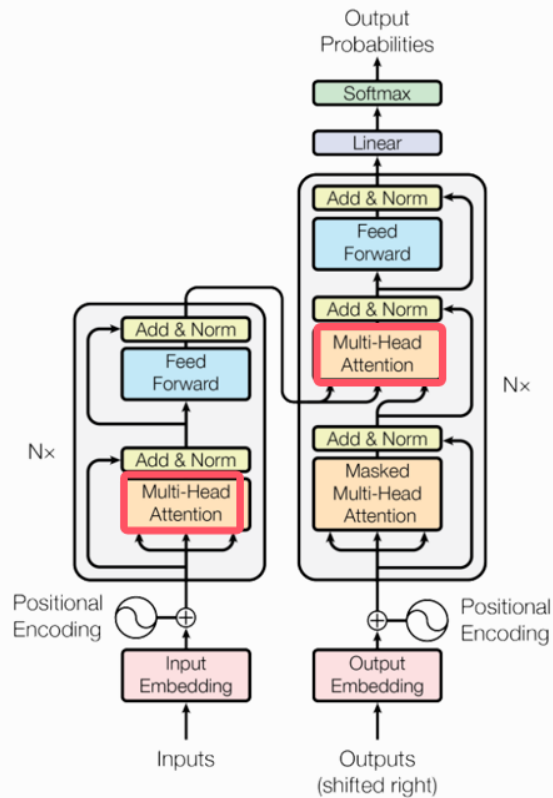 Output
Probabilities
Softmax
Linear
Add & Norm
Feed
Forward
Add & Norm
Multi-Head
Attention
Add & Norm
Masked
Multi-Head
Attention
N×
Positional
Encoding
Output
Embedding
Outputs
(shifted right)
Add & Norm
Feed
Forward
Add & Norm
Multi-Head
Attention
N×
Positional
Encoding
Input
Embedding
Inputs